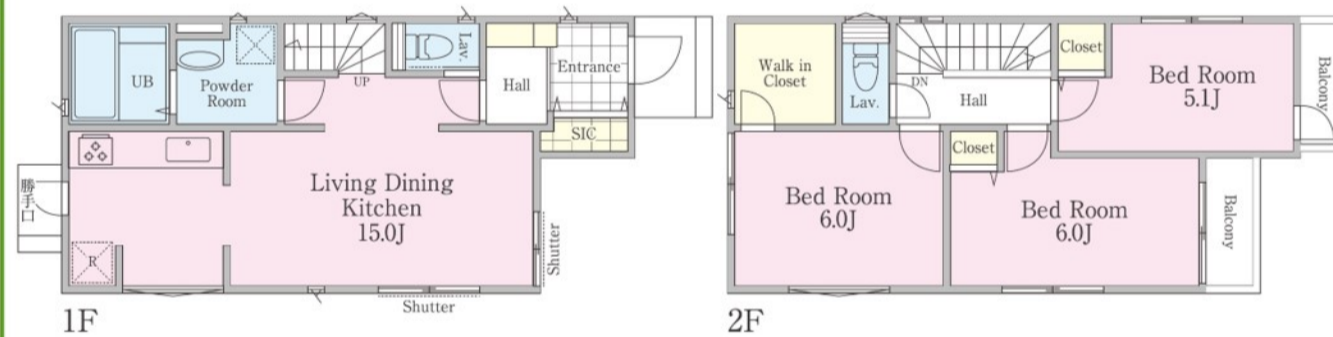 UB
Powder
Room
UP
Lav.
Hall
Entrance
SIC
勝手口
Living Dining
Kitchen
15.0J
R
Shutter
Shutter
1F
Walk in
Closet
Lav.
DN
Hall
Closet
Bed Room
5.1J
Balcony
Closet
Bed Room
6.0J
Bed Room
6.0J
Balcony
2F